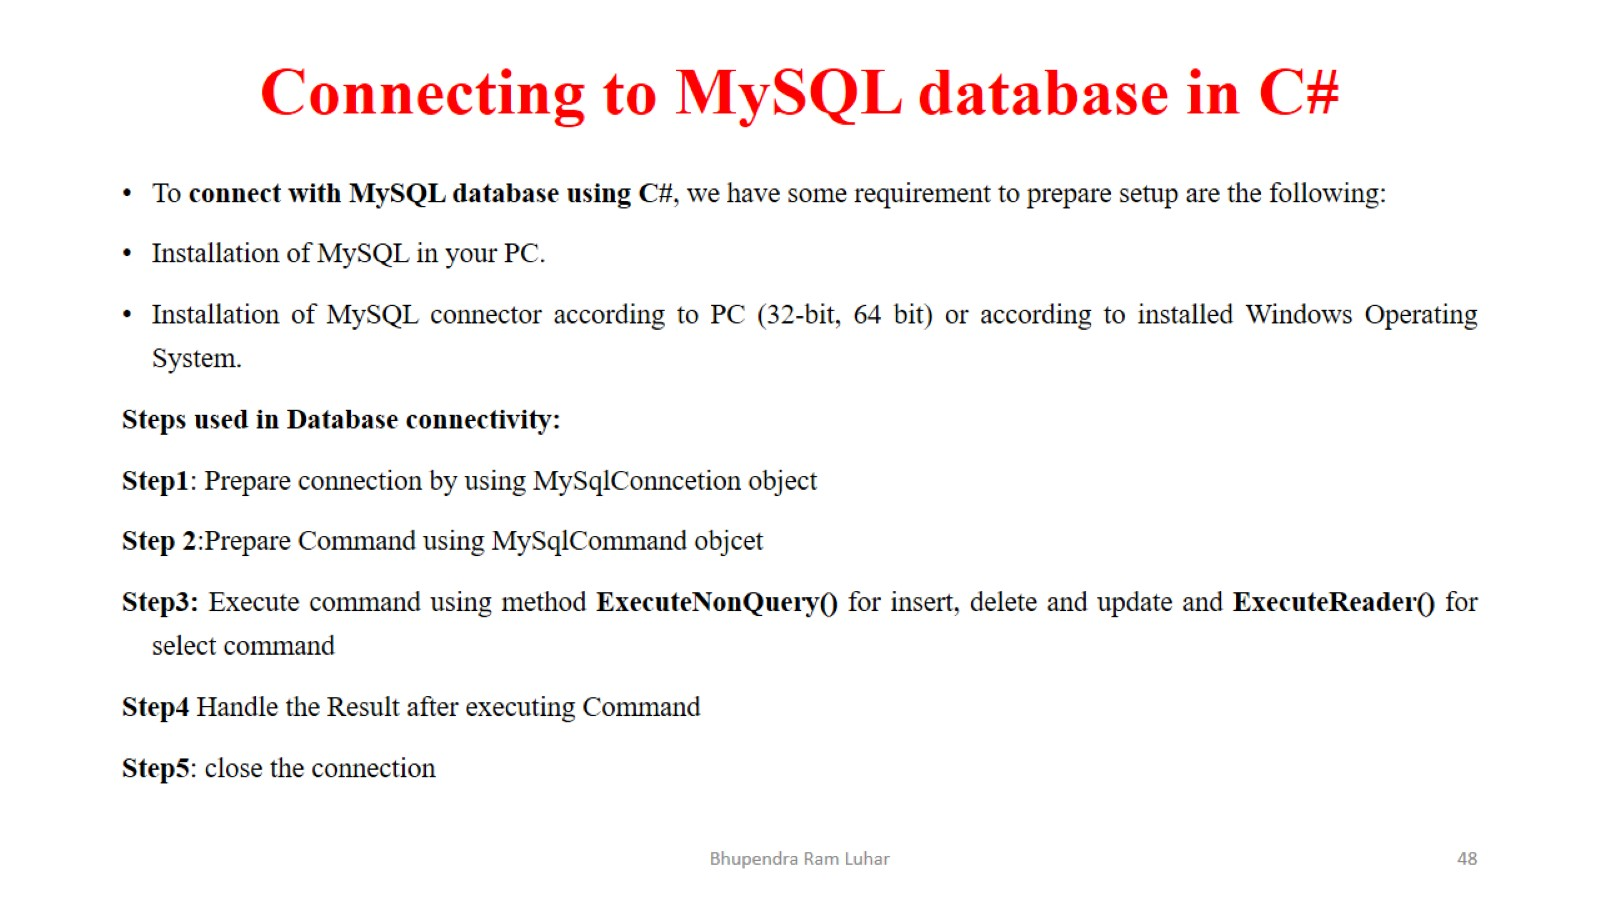 Connecting to MySQL database in C#
• To connect with MySQL database using C#, we have some requirement to prepare setup are the following:
• Installation of MySQL in your PC.
• Installation of MySQL connector according to PC (32-bit, 64 bit) or according to installed Windows Operating
System.
Steps used in Database connectivity:
Step1: Prepare connection by using MySqlConncetion object
Step 2:Prepare Command using MySqlCommand objcet
Step3: Execute command using method ExecuteNonQuery() for insert, delete and update and ExecuteReader() for
select command
Step4 Handle the Result after executing Command
Step5: close the connection
Bhupendra Ram Luhar
48